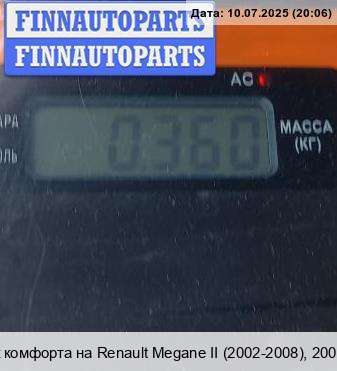 FINNAUTOPARTS
FINNAUTOPARTS
Дата: 10.07.2025 (20:06)
AC
МАССА
(КГ)
0360
комфорта на Renault Megane II (2002-2008), 200